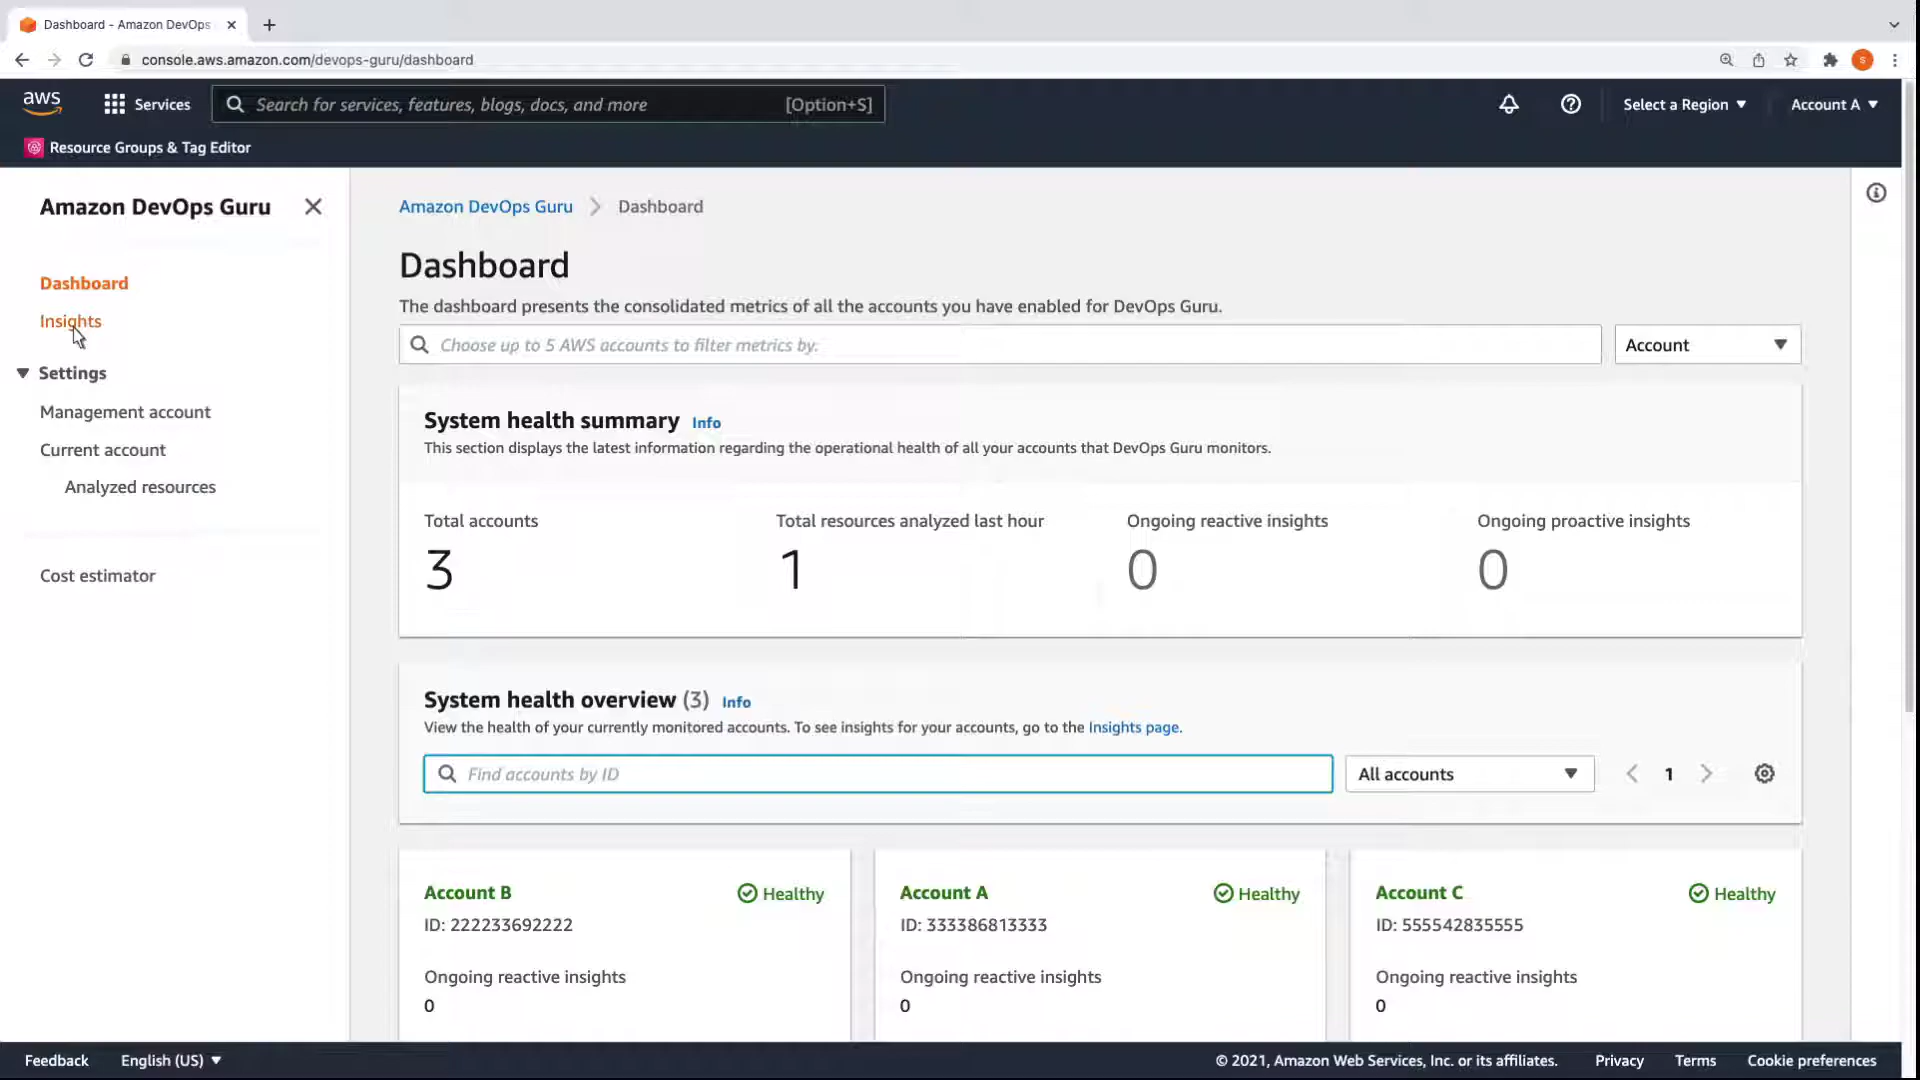 Dashboard - Amazon DevOps
console.aws.amazon.com/devops-guru/dashboard
S
aws
Services
Search for services, features, blogs, docs, and more
[Option+S]
Select a Region
Account A
Resource Groups & Tag Editor
Amazon DevOps Guru
Dashboard
Insights
Settings
Management account
Current account
Analyzed resources
Cost estimator
Amazon DevOps Guru
Dashboard
Dashboard
The dashboard presents the consolidated metrics of all the accounts you have enabled for DevOps Guru.
Choose up to 5 AWS accounts to filter metrics by.
Account
System health summary Info
This section displays the latest information regarding the operational health of all your accounts that DevOps Guru monitors.
Total accounts
3
Total resources analyzed last hour
1
Ongoing reactive insights
0
Ongoing proactive insights
0
System health overview (3) Info
View the health of your currently monitored accounts. To see insights for your accounts, go to the Insights page.
Find accounts by ID
All accounts
1
Account B
Healthy
ID: 222233692222
Ongoing reactive insights
0
Account A
Healthy
ID: 333386813333
Ongoing reactive insights
0
Account C
Healthy
ID: 555542835555
Ongoing reactive insights
0
Feedback
English (US)
© 2021, Amazon Web Services, Inc. or its affiliates.
Privacy
Terms
Cookie preferences